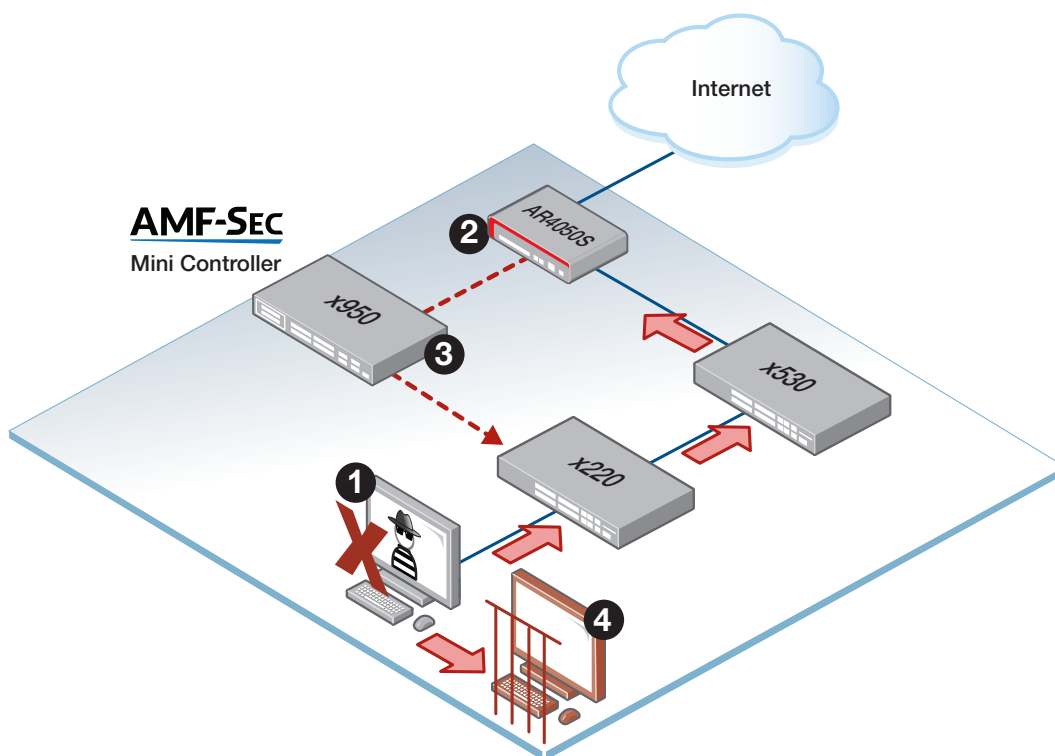 Internet
AR4050S
2
AMF-SEC
Mini Controller
x950
3
x530
x220
1
4